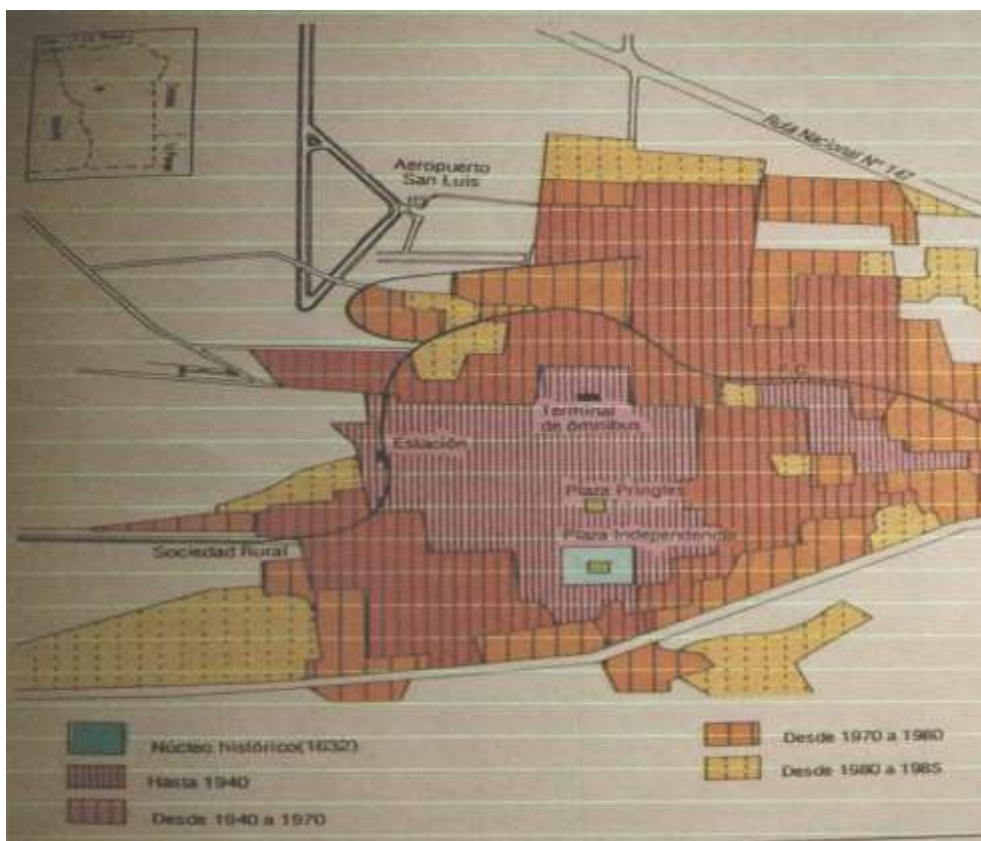 Ruta Nacional N° 147
Aeropuerto
San Luis
F. C.
Terminal
de ómnibus
Estación
Plaza Pringles
Plaza Independencia
Sociedad Rural
Núcleo histórico(1632)
Hasta 1940
Desde 1940 a 1970
Desde 1970 a 1980
Desde 1980 a 1985